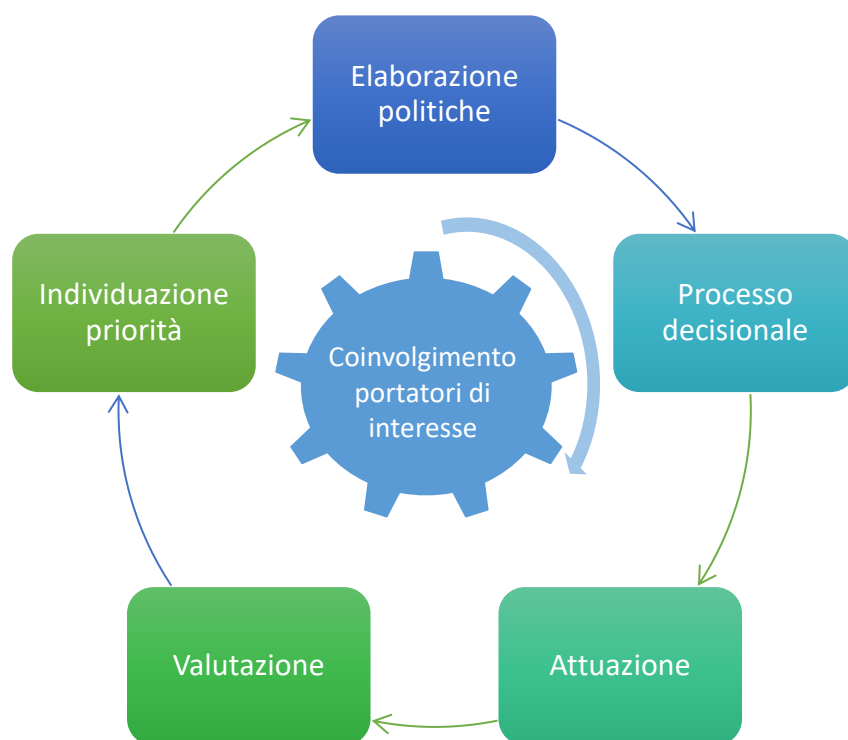 Elaborazione
politiche
Individuazione
priorità
Processo
decisionale
Coinvolgimento
portatori di
interesse
Valutazione
Attuazione